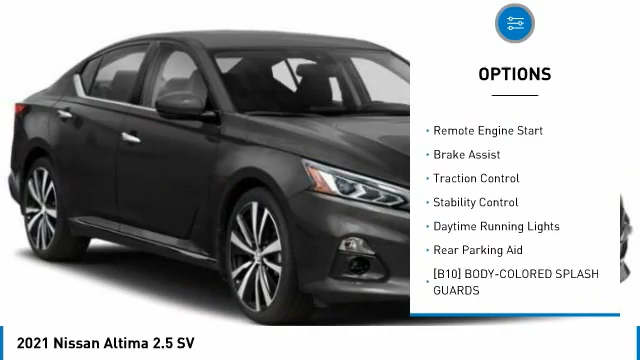 OPTIONS
Remote Engine Start
Brake Assist
Traction Control
Stability Control
Daytime Running Lights
Rear Parking Aid
[B10] BODY-COLORED SPLASH
GUARDS
2021 Nissan Altima 2.5 SV